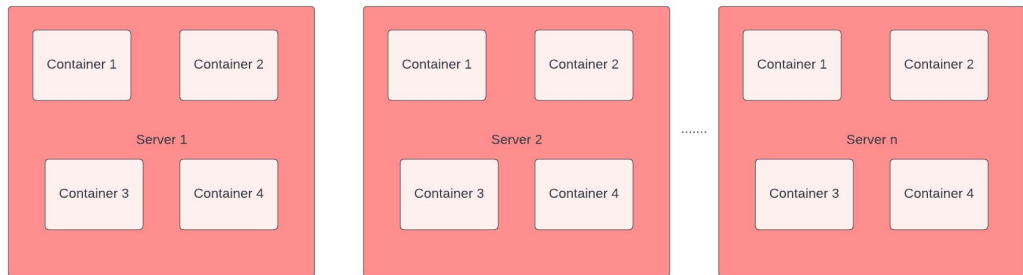 Container 1
Container 2
Server 1
Container 3
Container 4
Container 1
Container 2
Server 2
Container 3
Container 4
.......
Container 1
Container 2
Server n
Container 3
Container 4